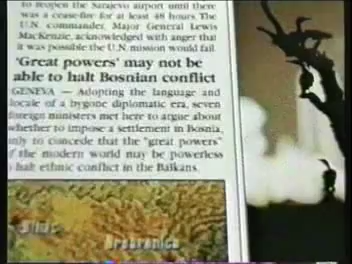 to reopen the Sarajevo airport until there
was a cease-fire for at least 48 hours. The
U.N. commander, Major General Lewis
MacKenzie, acknowledged with anger that
it was possible the U.N. mission would fail.
'Great powers' may not be
able to halt Bosnian conflict
GENEVA — Adopting the language and
locale of a bygone diplomatic era, seven
foreign ministers met here to argue about
whether to impose a settlement in Bosnia,
only to concede that the "great powers"
of the modern world may be powerless
halt ethnic conflict in the Balkans.
Bihac
Srebrenica